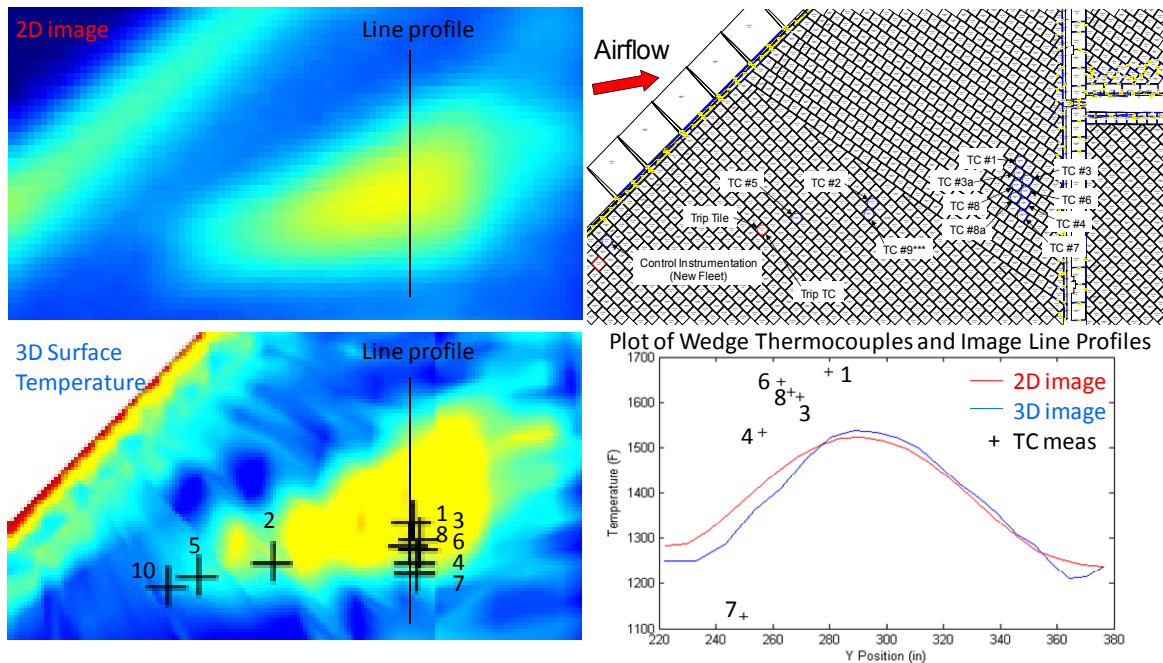 2D image
Line profile
Airflow
TC #1
TC #3
TC #5
TC #2
TC #3a
TC #6
TC #8
Trip Tile
TC #4
TC #8a
TC #9***
TC #7
Control Instrumentation
(New Fleet)
Trip TC
3D Surface
Temperature
Line profile
1
3
2
8
6
5
4
10
7
Plot of Wedge Thermocouples and Image Line Profiles
1700
1600
1500
1400
1300
1200
1100
Temperature (F)
6
1
8
3
4
7
2D image
3D image
+ TC meas
220
240
260
280
300
320
340
360
380
Y Position (in)